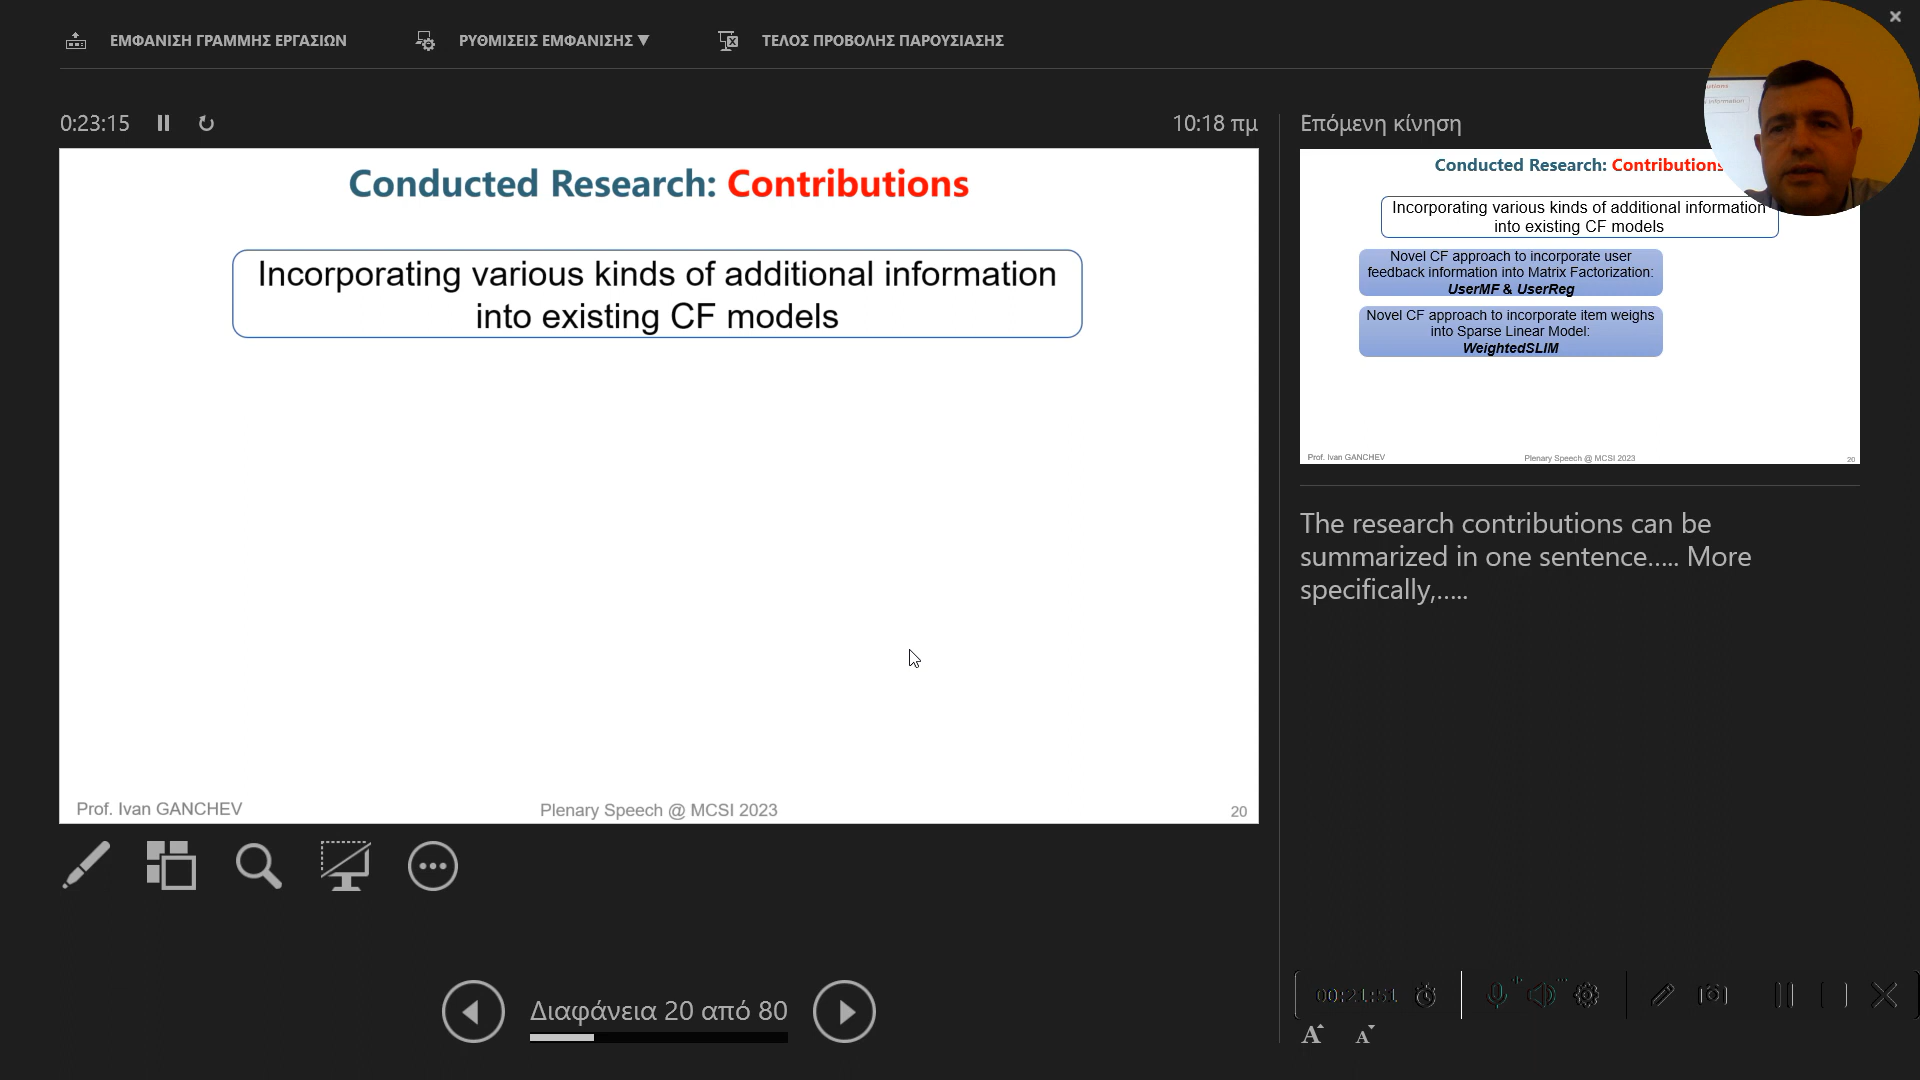 ΕΜΦΑΝΙΣΗ ΓΡΑΜΜΗΣ ΕΡΓΑΣΙΩΝ
ΡΥΘΜΙΣΕΙΣ ΕΜΦΑΝΙΣΗΣ ▼
ΤΕΛΟΣ ΠΡΟΒΟΛΗΣ ΠΑΡΟΥΣΙΑΣΗΣ
0:23:15
10:18 πμ
Conducted Research: Contributions
Incorporating various kinds of additional information
into existing CF models
Prof. Ivan GANCHEV
Plenary Speech @ MCSI 2023
20
Διαφάνεια 20 από 80
Επόμενη κίνηση
Conducted Research: Contributions
Incorporating various kinds of additional information
into existing CF models
Novel CF approach to incorporate user
feedback information into Matrix Factorization:
UserMF & UserReg
Novel CF approach to incorporate item weighs
into Sparse Linear Model:
WeightedSLIM
Prof. Ivan GANCHEV
Plenary Speech @ MCSI 2023
20
The research contributions can be
summarized in one sentence..... More
specifically,.....
00:21:51
A A